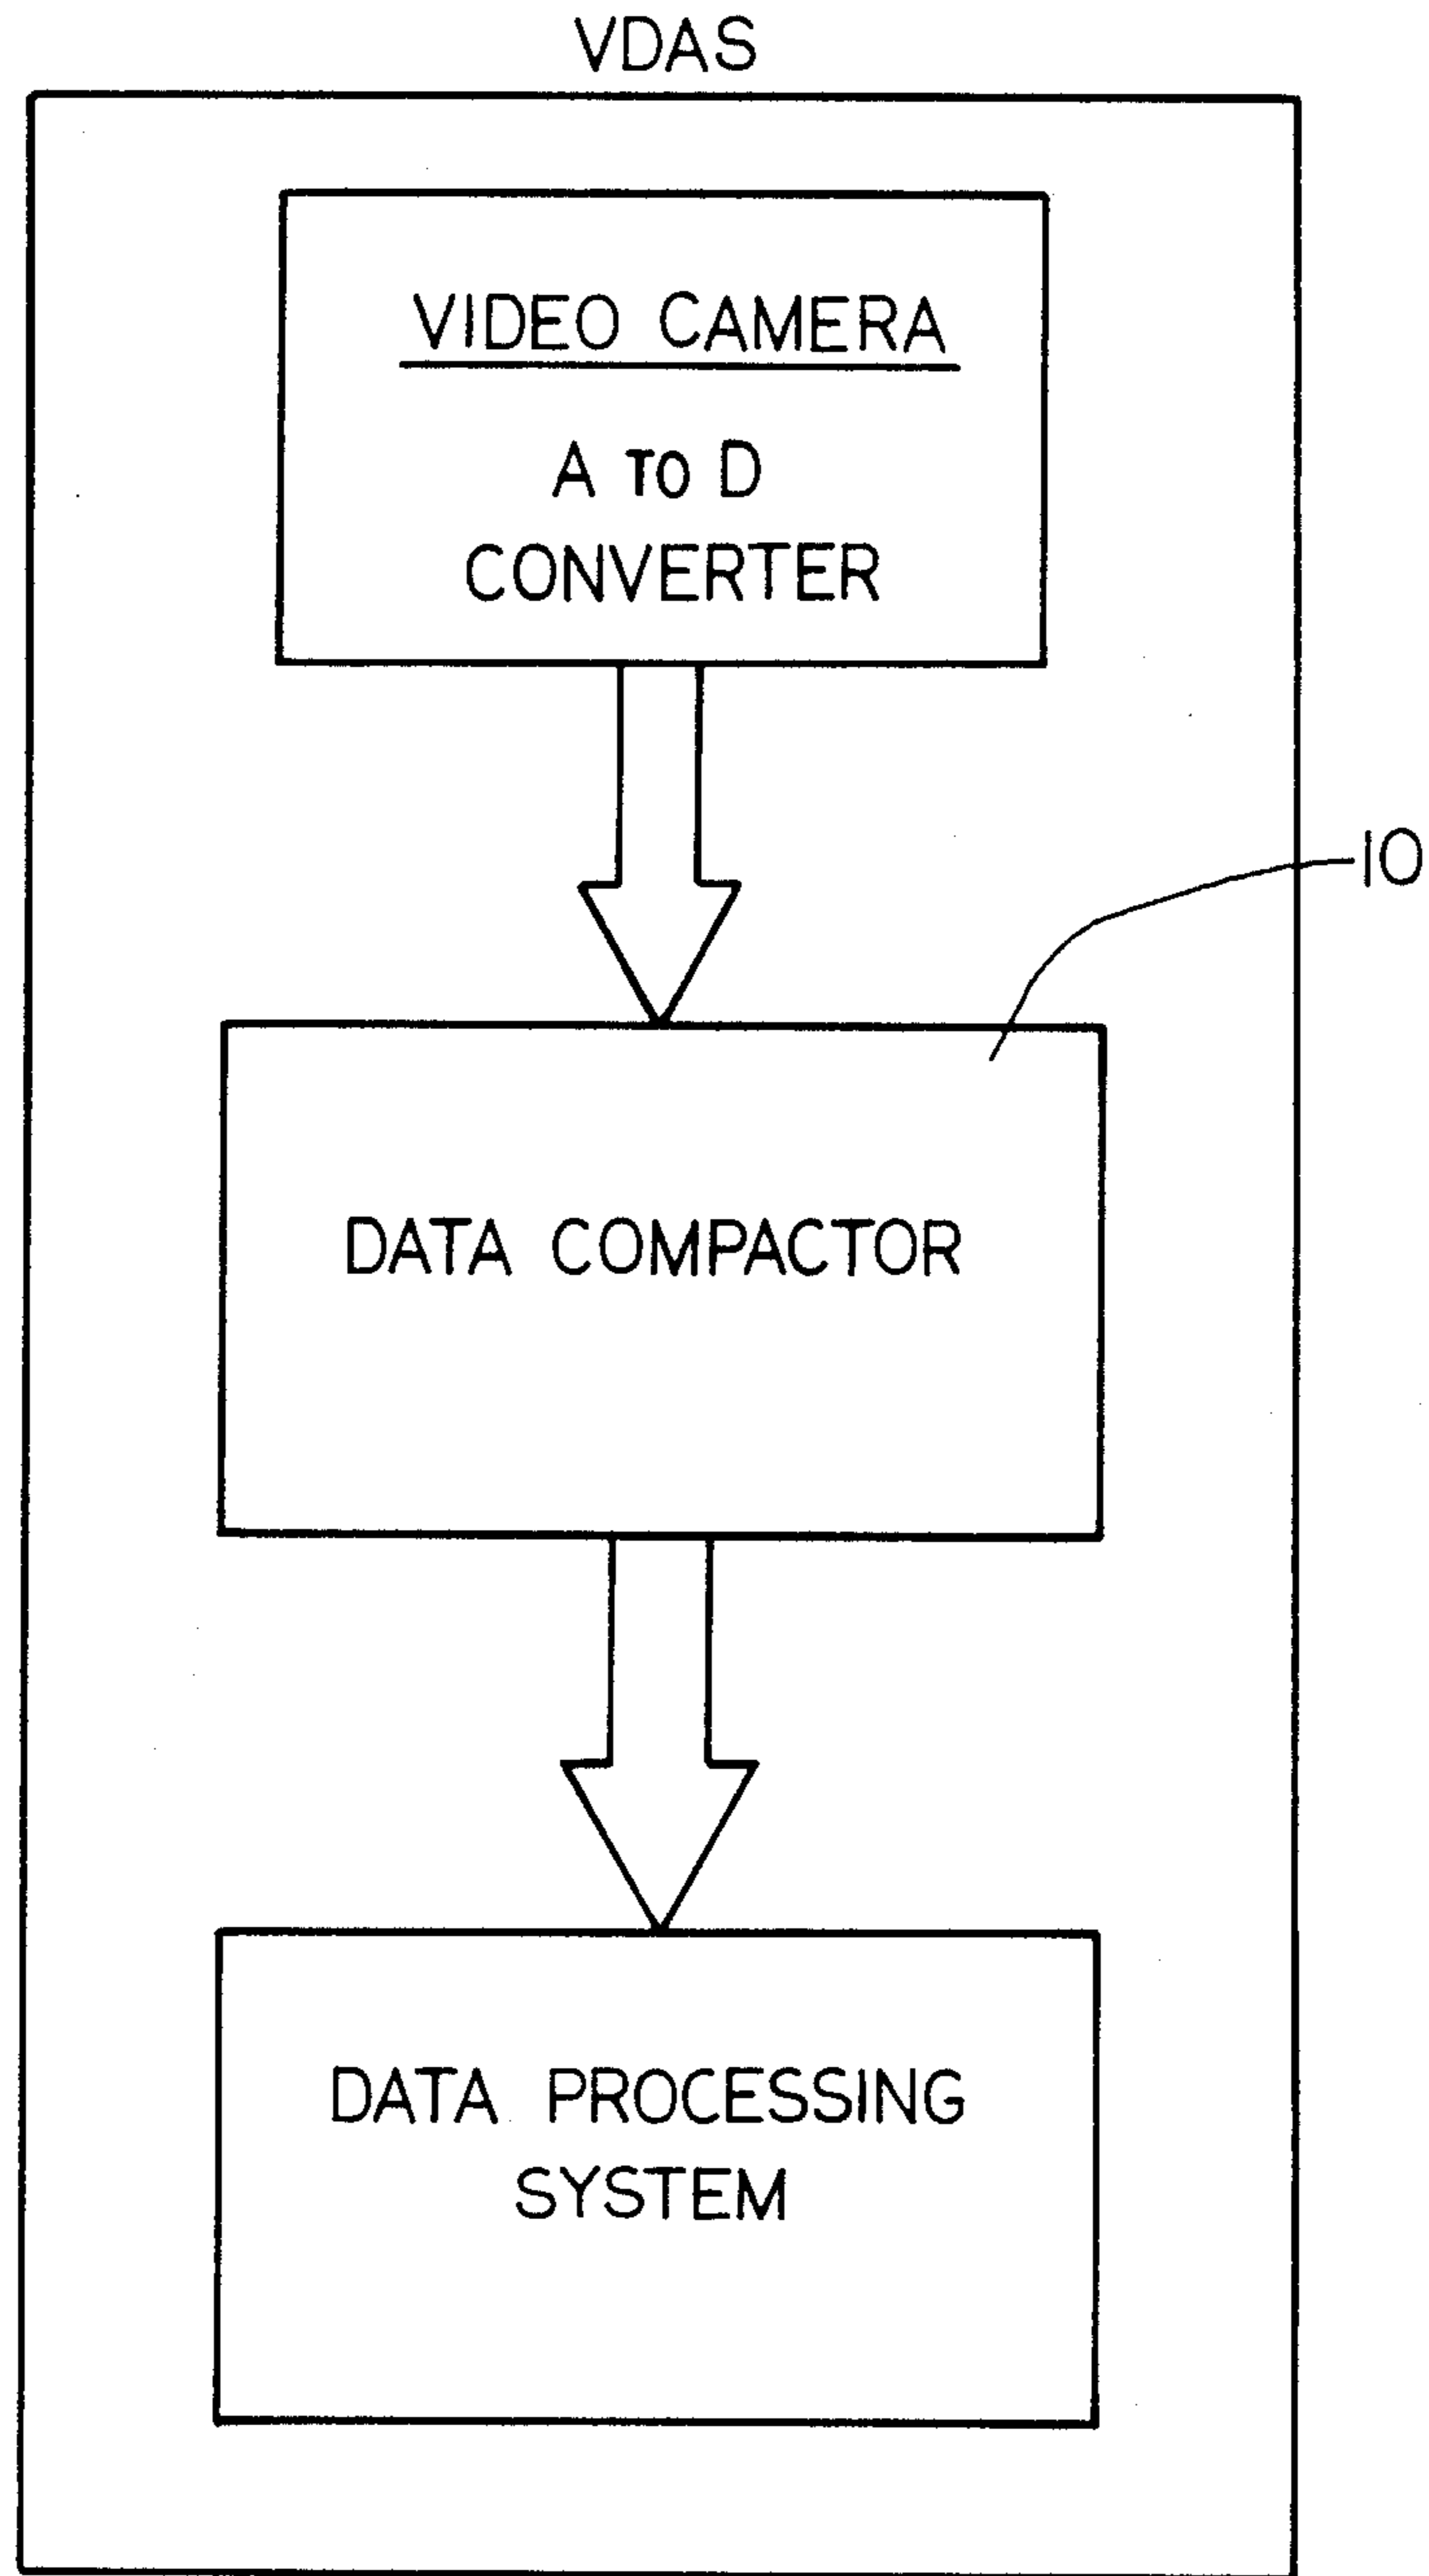 VDAS
VIDEO CAMERA
A TO D
CONVERTER
10
DATA COMPACTOR
DATA PROCESSING
SYSTEM